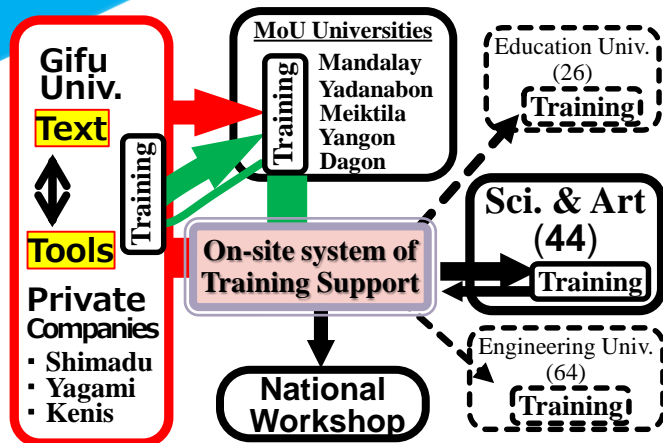 Gifu
Univ.
Text
Tools
Training
Private
Companies
・ Shimadu
・ Yagami
・ Kenis
MoU Universities
Training
Mandalay
Yadanabon
Meiktila
Yangon
Dagon
On-site system of
Training Support
National
Workshop
Education Univ.
(26)
Training
Sci. & Art
(44)
Training
Engineering Univ.
(64)
Training